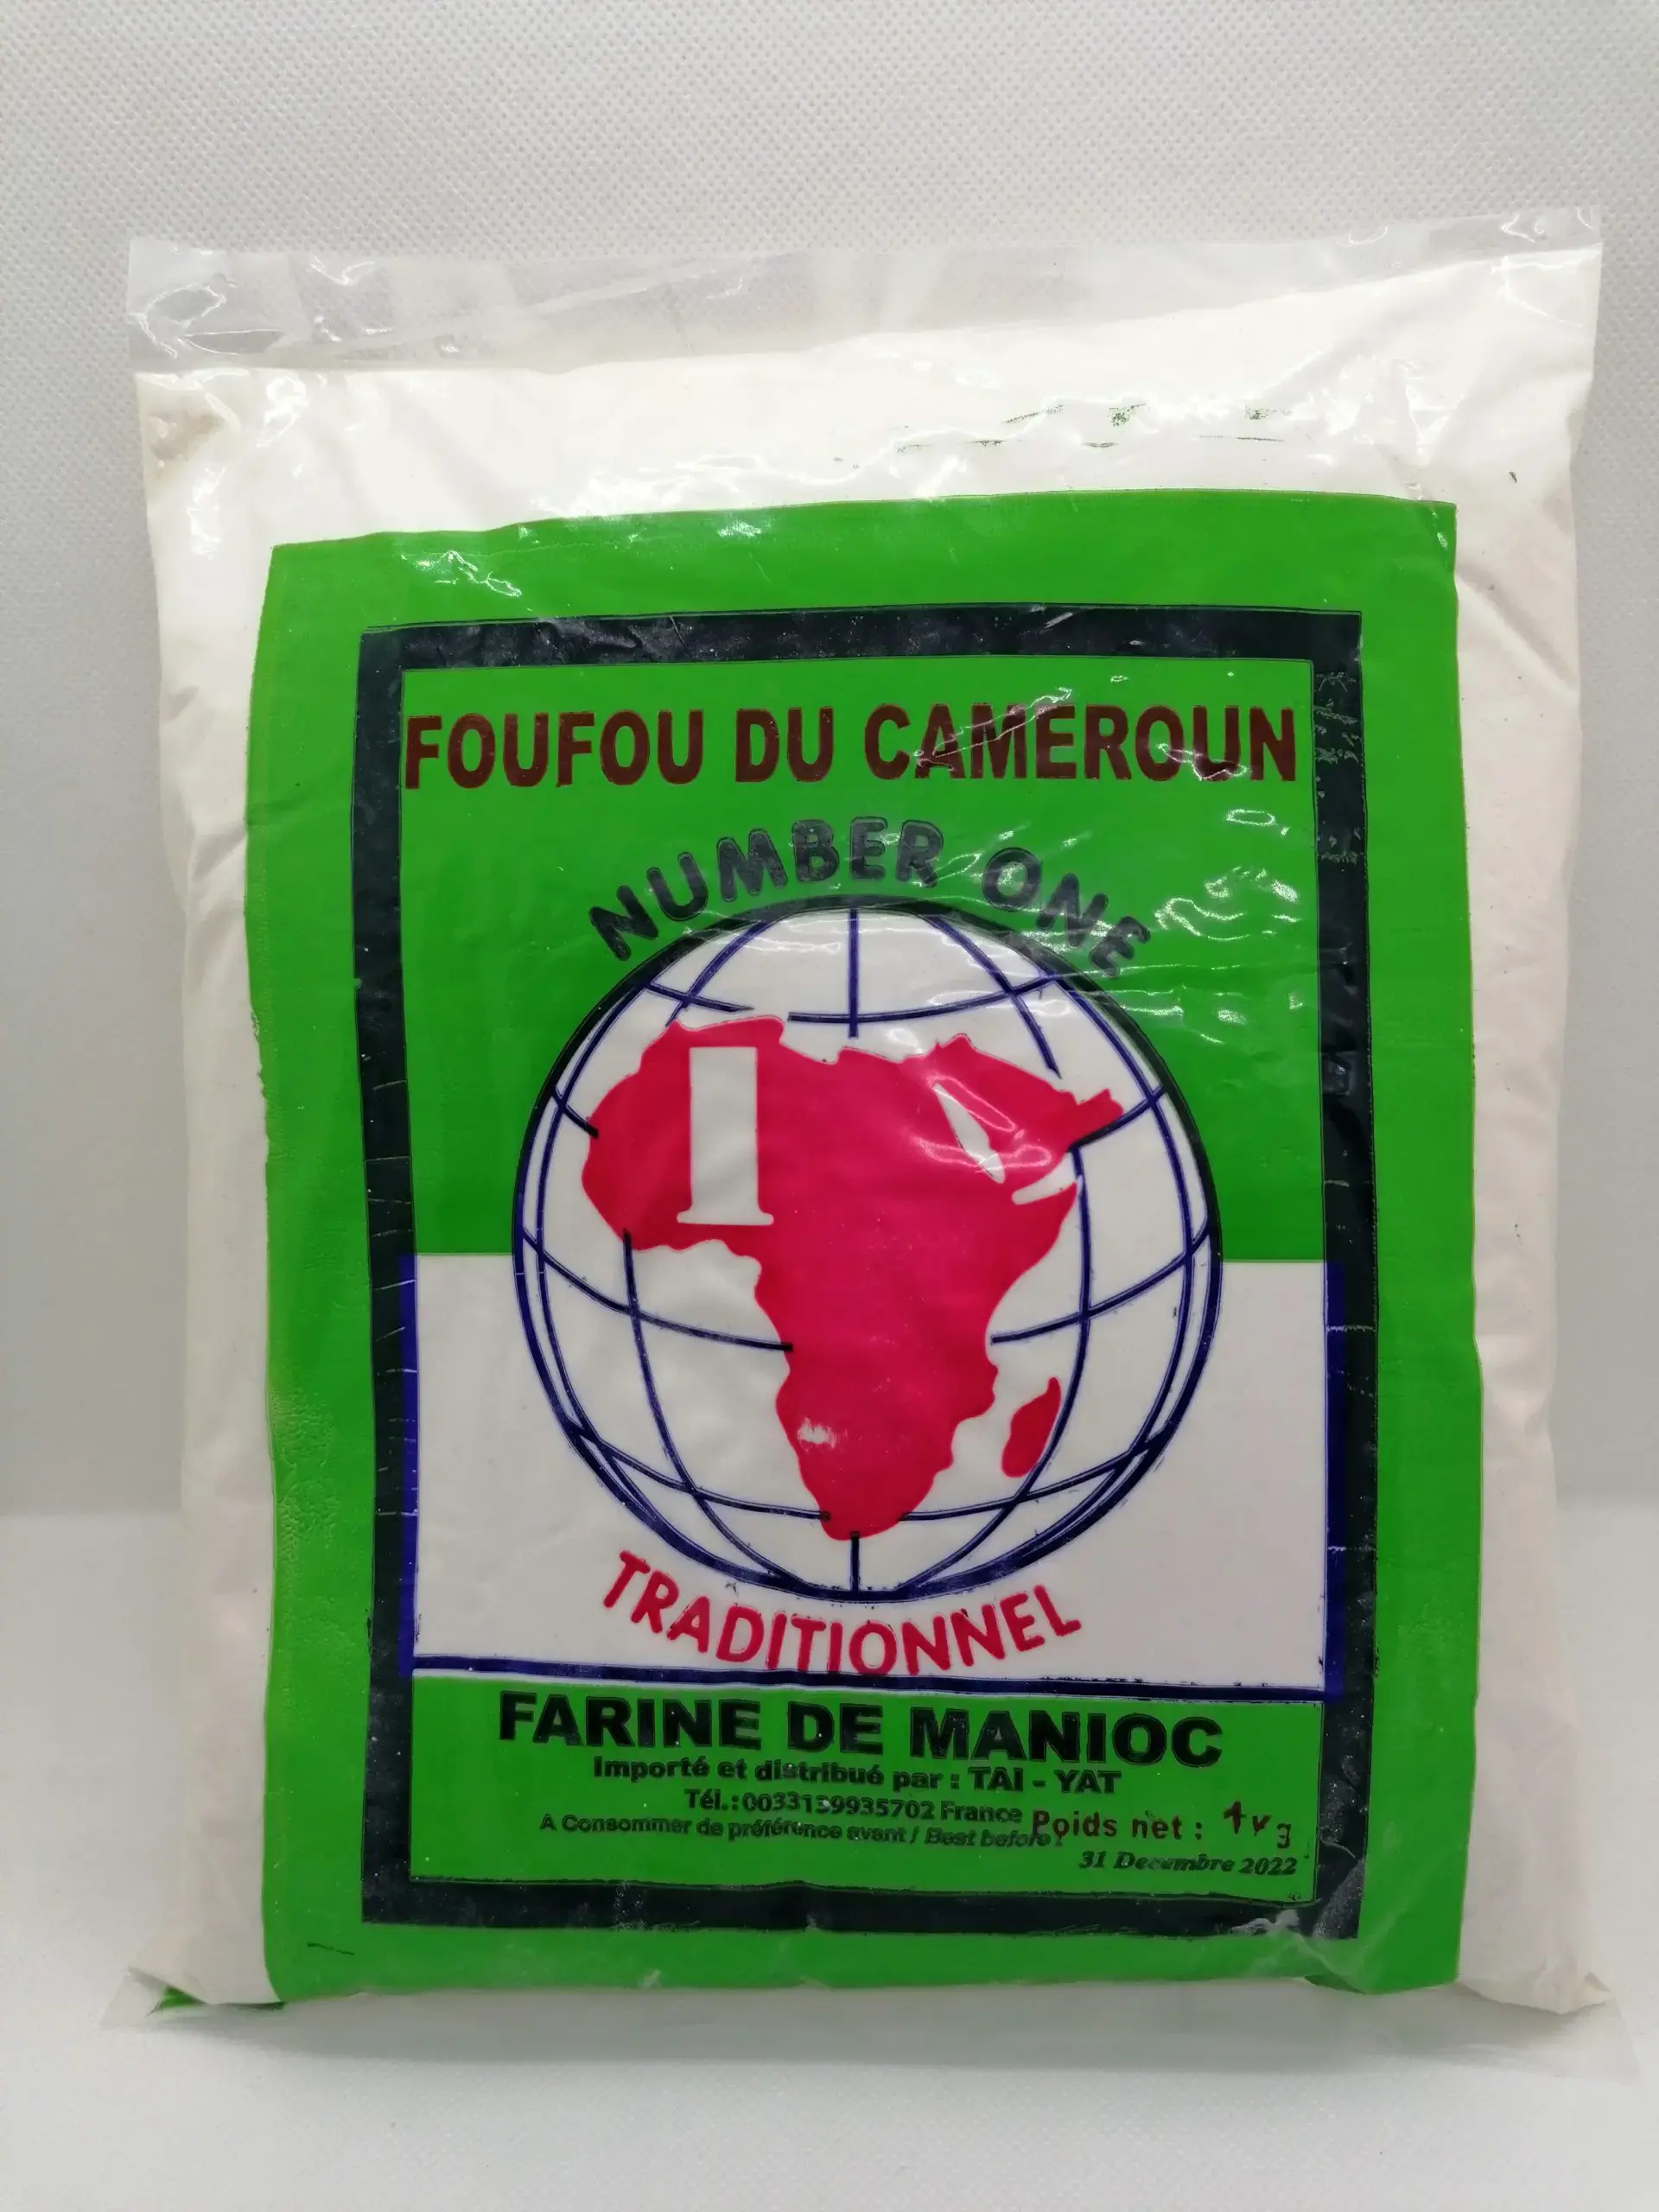 FOUFOU DU CAMEROUN
NUMBER ONE
1
TRADITIONNEL
FARINE DE MANIOC
Importé et distribué par : TAI - YAT
Tél.:0033139935702 France
Poids net : 1kg
A Consommer de préférence avant / Best before :
31 Decembre 2022